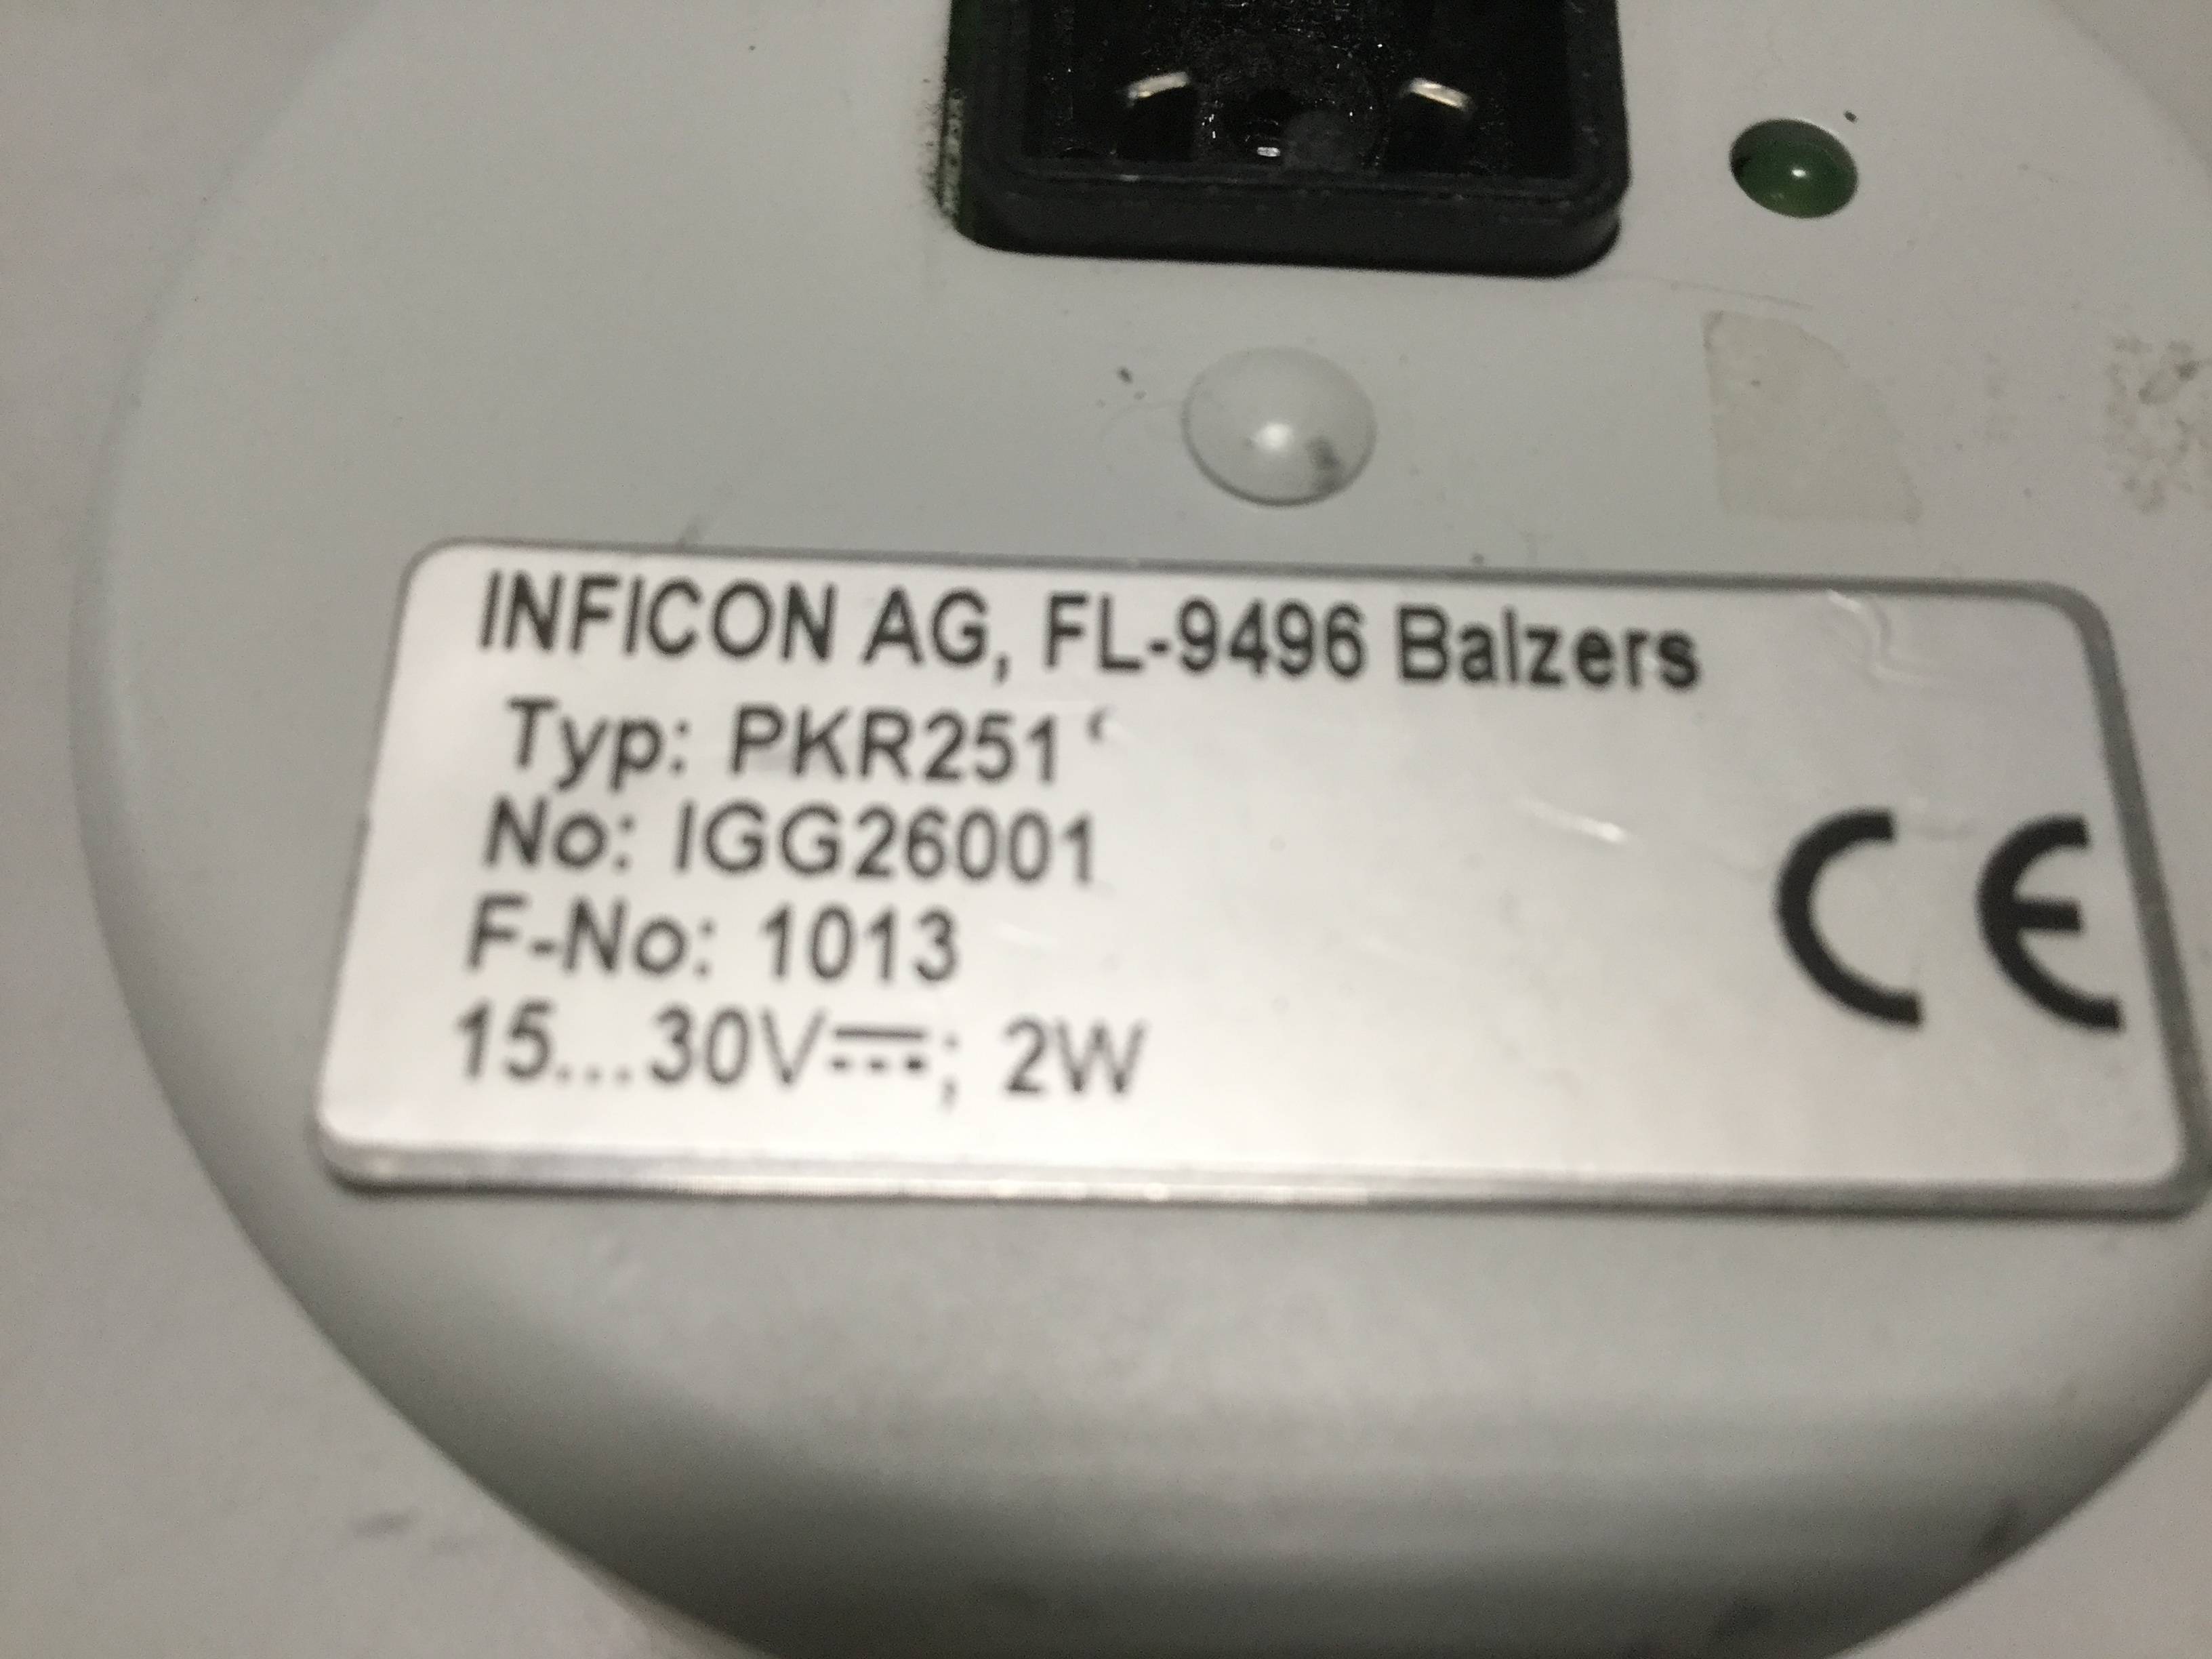 INFICON AG, FL-9496 Balzers
Typ: PKR251
No: IGG26001
F-No: 1013
15...30V⎓; 2W
CE